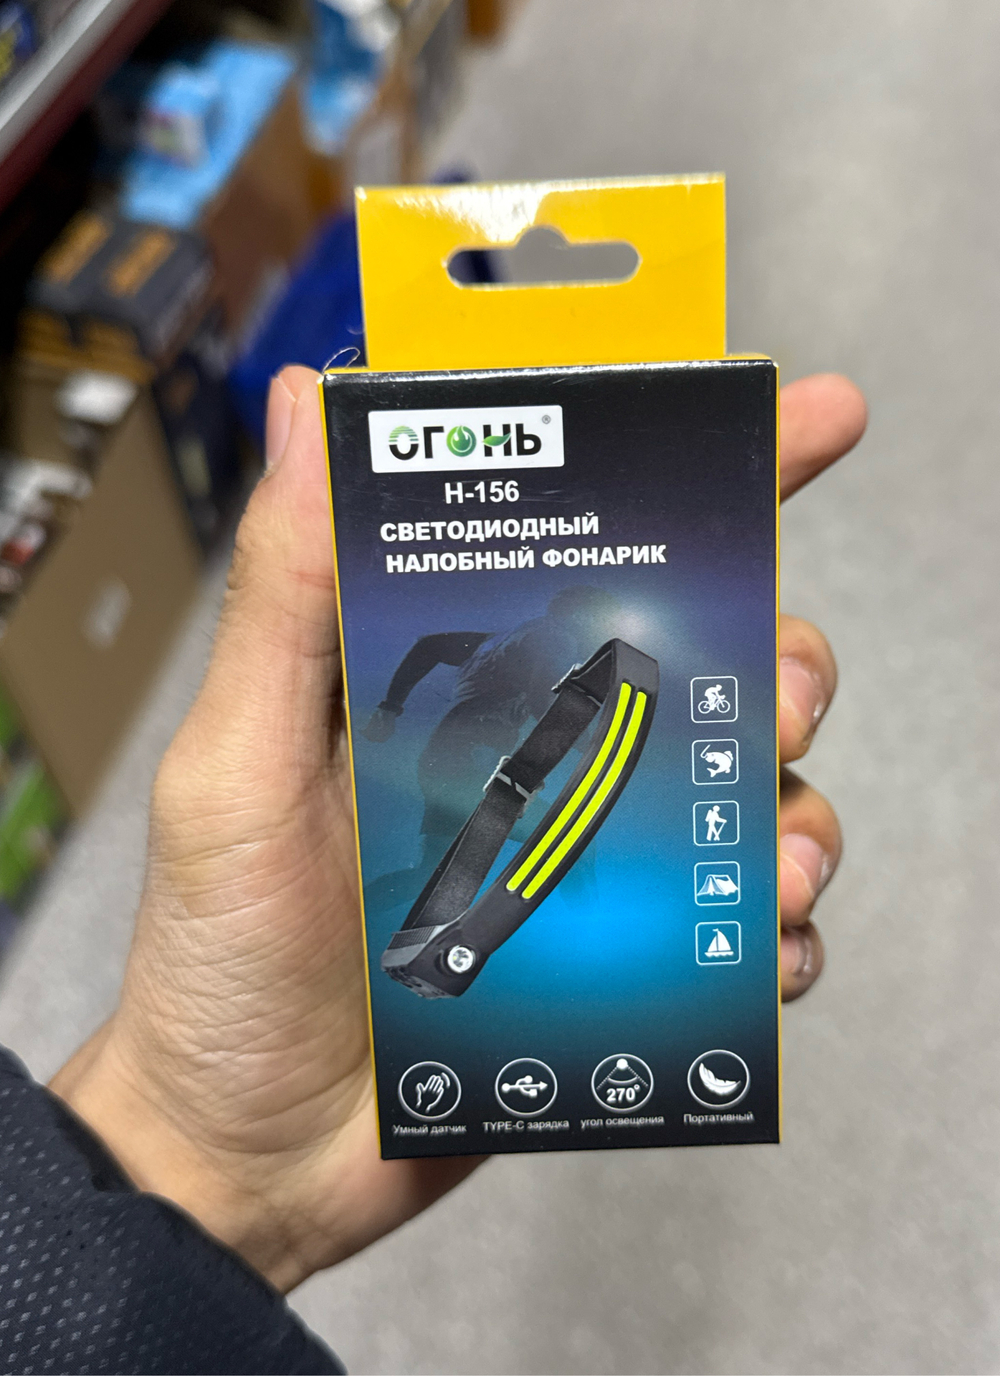 ОГОНЬ®
H-156
СВЕТОДИОДНЫЙ
НАЛОБНЫЙ ФОНАРИК
270°
Умный датчик
TYPE-C зарядка
угол освещения
Портативный